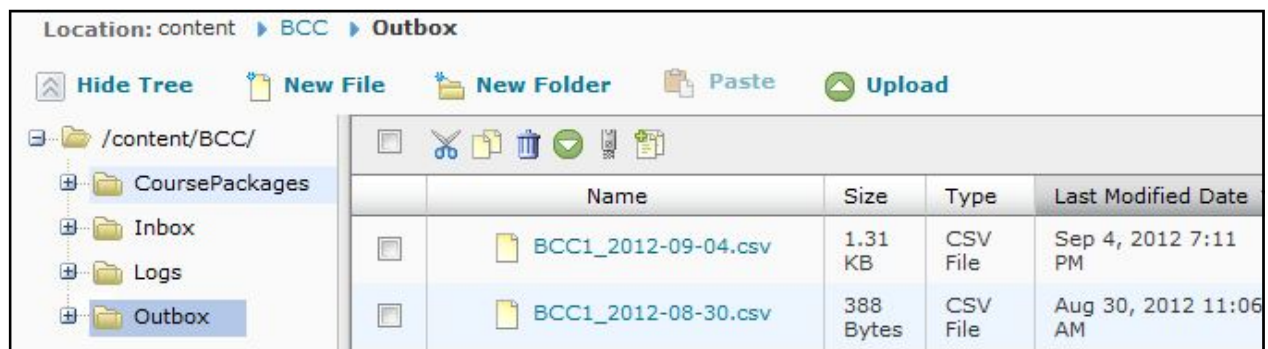 Location: content BCC Outbox
Hide Tree New File New Folder Paste Upload
/content/BCC/
CoursePackages
Inbox
Logs
Outbox
Name Size Type Last Modified Date
BCC1_2012-09-04.csv 1.31 KB CSV File Sep 4, 2012 7:11 PM
BCC1_2012-08-30.csv 388 Bytes CSV File Aug 30, 2012 11:06 AM